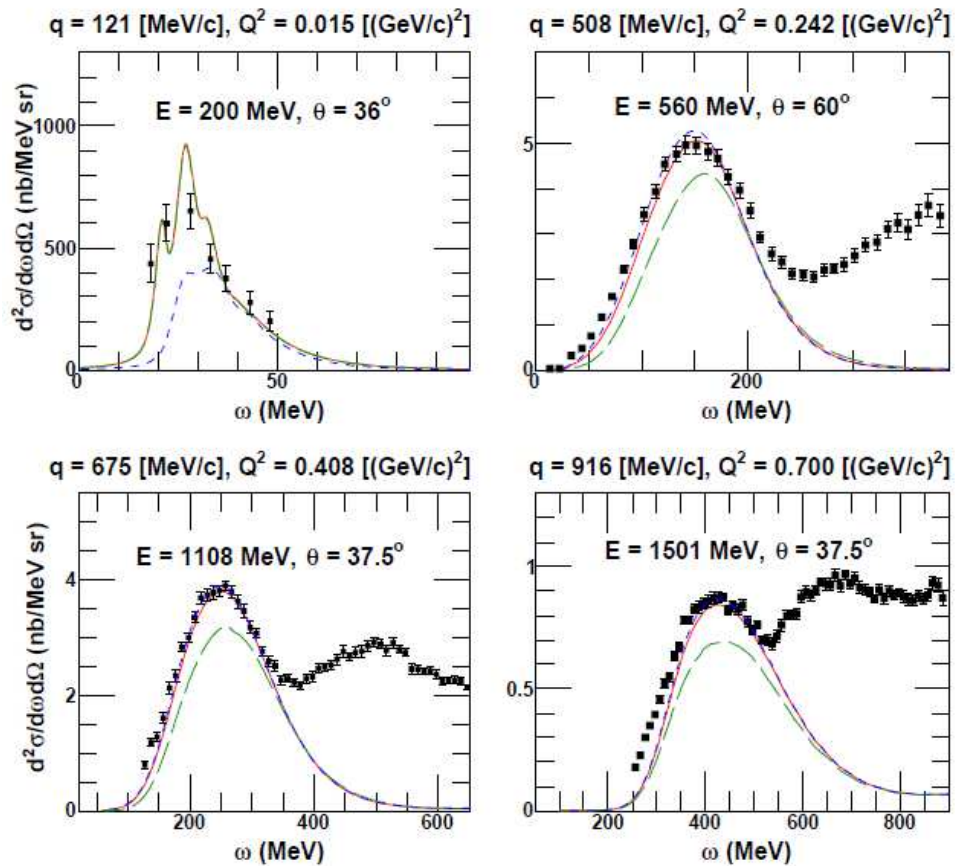 q = 121 [MeV/c], Q² = 0.015 [(GeV/c)²]
q = 508 [MeV/c], Q² = 0.242 [(GeV/c)²]
d²σ/dωdΩ (nb/MeV sr)
E = 200 MeV, θ = 36°
1000
500
0
50
ω (MeV)
E = 560 MeV, θ = 60°
5
0
0
200
ω (MeV)
q = 675 [MeV/c], Q² = 0.408 [(GeV/c)²]
q = 916 [MeV/c], Q² = 0.700 [(GeV/c)²]
d²σ/dωdΩ (nb/MeV sr)
E = 1108 MeV, θ = 37.5°
4
2
0
200
400
600
ω (MeV)
E = 1501 MeV, θ = 37.5°
1
0.5
0
200
400
600
800
ω (MeV)